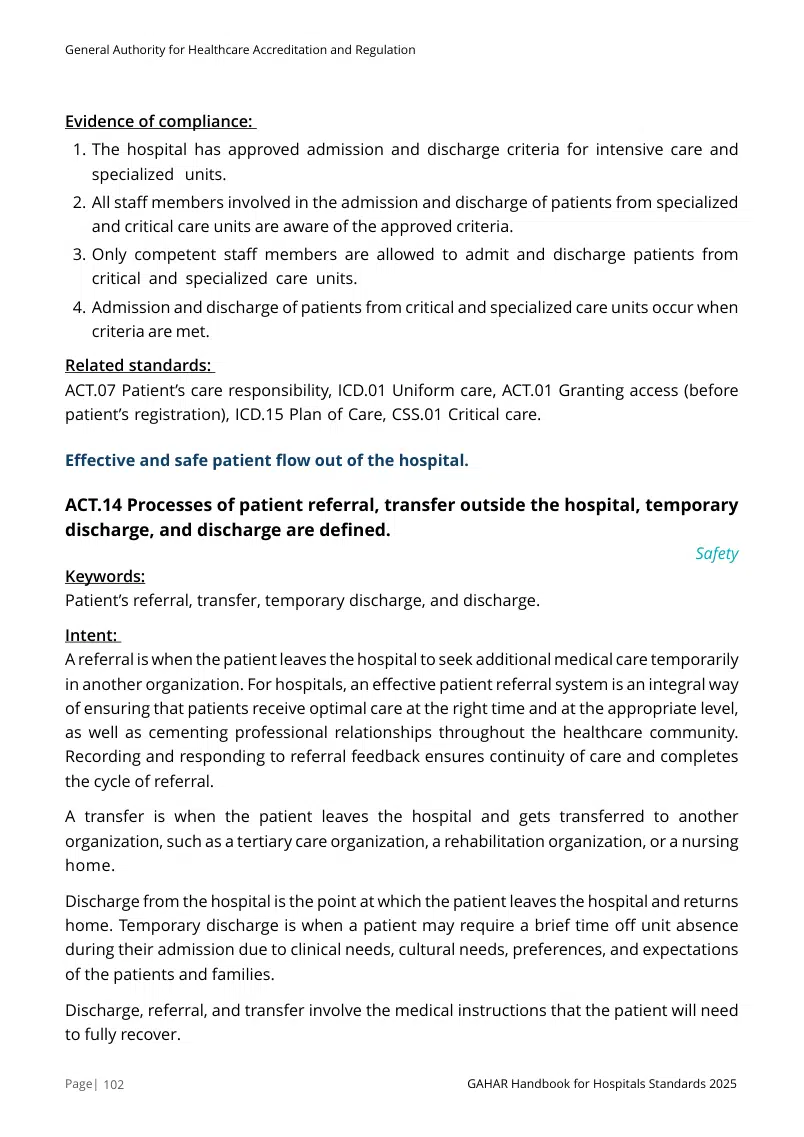 General Authority for Healthcare Accreditation and Regulation
Evidence of compliance:
1. The hospital has approved admission and discharge criteria for intensive care and
specialized units.
2. All staff members involved in the admission and discharge of patients from specialized
and critical care units are aware of the approved criteria.
3. Only competent staff members are allowed to admit and discharge patients from
critical and specialized care units.
4. Admission and discharge of patients from critical and specialized care units occur when
criteria are met.
Related standards:
ACT.07 Patient’s care responsibility, ICD.01 Uniform care, ACT.01 Granting access (before
patient’s registration), ICD.15 Plan of Care, CSS.01 Critical care.
Effective and safe patient flow out of the hospital.
ACT.14 Processes of patient referral, transfer outside the hospital, temporary
discharge, and discharge are defined.
Safety
Keywords:
Patient’s referral, transfer, temporary discharge, and discharge.
Intent:
A referral is when the patient leaves the hospital to seek additional medical care temporarily
in another organization. For hospitals, an effective patient referral system is an integral way
of ensuring that patients receive optimal care at the right time and at the appropriate level,
as well as cementing professional relationships throughout the healthcare community.
Recording and responding to referral feedback ensures continuity of care and completes
the cycle of referral.
A transfer is when the patient leaves the hospital and gets transferred to another
organization, such as a tertiary care organization, a rehabilitation organization, or a nursing
home.
Discharge from the hospital is the point at which the patient leaves the hospital and returns
home. Temporary discharge is when a patient may require a brief time off unit absence
during their admission due to clinical needs, cultural needs, preferences, and expectations
of the patients and families.
Discharge, referral, and transfer involve the medical instructions that the patient will need
to fully recover.
Page| 102 GAHAR Handbook for Hospitals Standards 2025